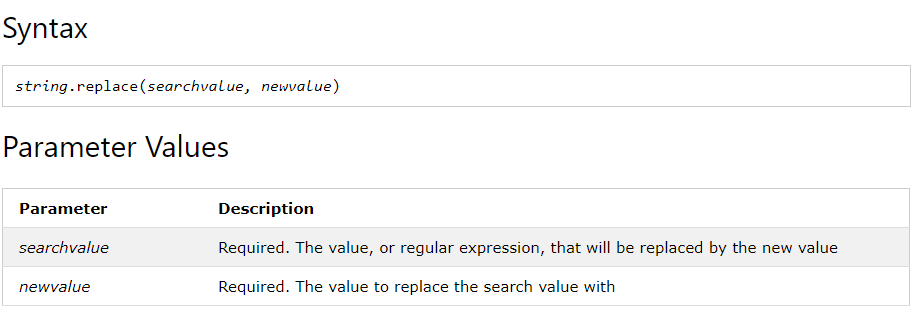 Syntax
string.replace(searchvalue, newvalue)
Parameter Values
Parameter Description
searchvalue Required. The value, or regular expression, that will be replaced by the new value
newvalue Required. The value to replace the search value with